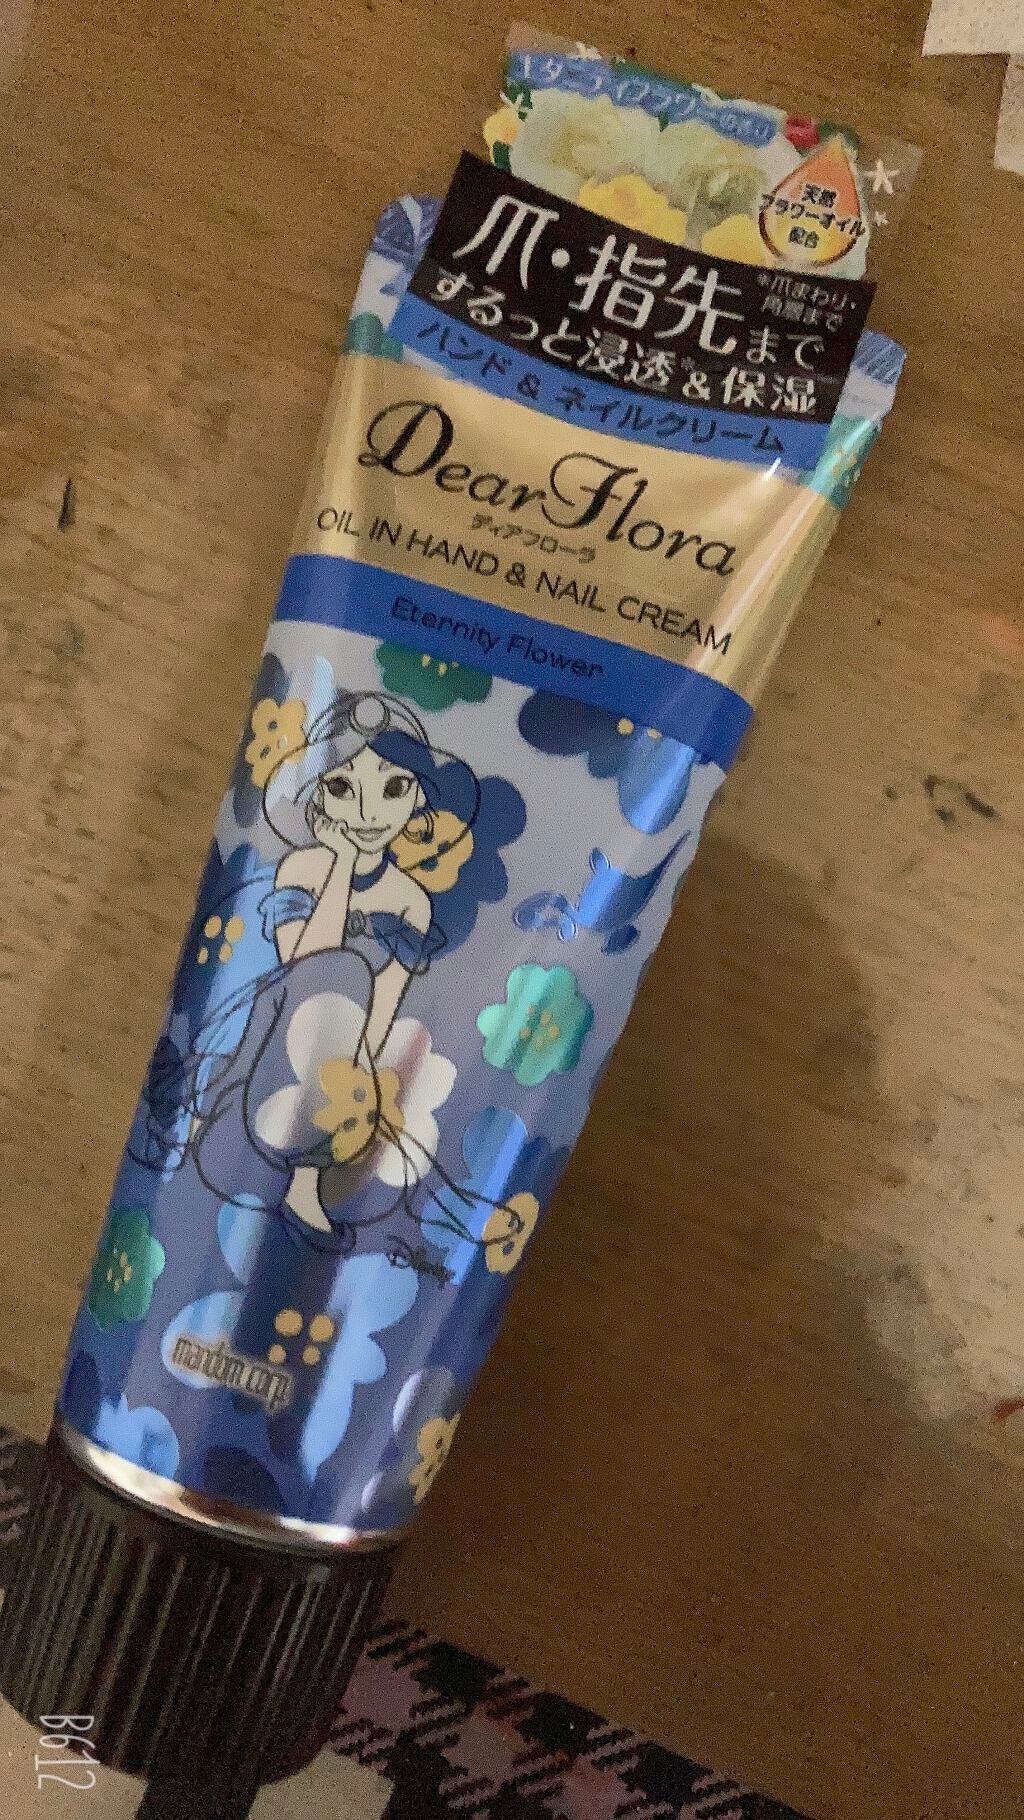 エタニティフラワーの香り
天然
フラワーオイル
配合
爪・指先まで
*爪まわり・
角層まで
するっと浸透*&保湿
ハンド & ネイルクリーム
Dear Flora
ディアフローラ
OIL IN HAND & NAIL CREAM
Eternity Flower
Disney
mandom corp.
B612